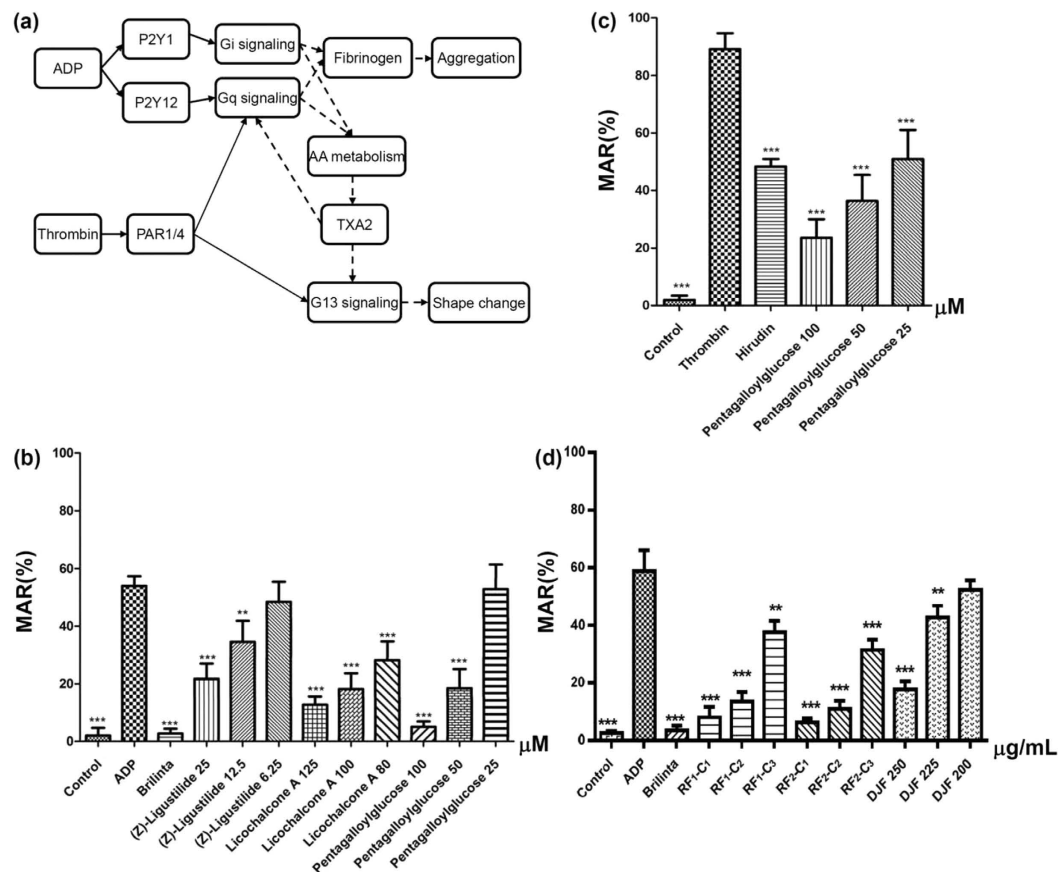 (a)
ADP
P2Y1
P2Y12
Gi signaling
Gq signaling
Fibrinogen
Aggregation
AA metabolism
TXA2
Thrombin
PAR1/4
G13 signaling
Shape change
(c)
MAR(%)
100
80
60
40
20
0
***
***
***
***
***
Control
Thrombin
Hirudin
Pentagalloylglucose 100
Pentagalloylglucose 50
Pentagalloylglucose 25
μM
(b)
MAR(%)
100
80
60
40
20
0
***
***
***
**
***
***
***
***
***
Control
ADP
Brilinta
(Z)-Ligustilide 25
(Z)-Ligustilide 12.5
(Z)-Ligustilide 6.25
Licochalcone A 125
Licochalcone A 100
Licochalcone A 80
Pentagalloylglucose 100
Pentagalloylglucose 50
Pentagalloylglucose 25
μM
(d)
MAR(%)
100
80
60
40
20
0
***
***
***
***
**
***
***
***
***
**
Control
ADP
Brilinta
RF1-C1
RF1-C2
RF1-C3
RF2-C1
RF2-C2
RF2-C3
DJF 250
DJF 225
DJF 200
μg/mL